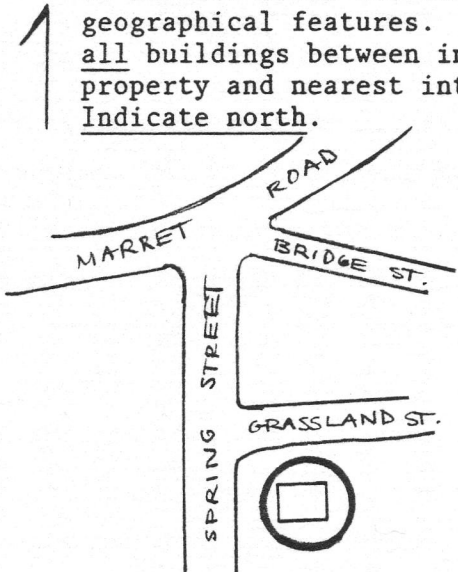 geographical features.
all buildings between in
property and nearest int
Indicate north.
MARRET ROAD
BRIDGE ST.
SPRING STREET
GRASSLAND ST.